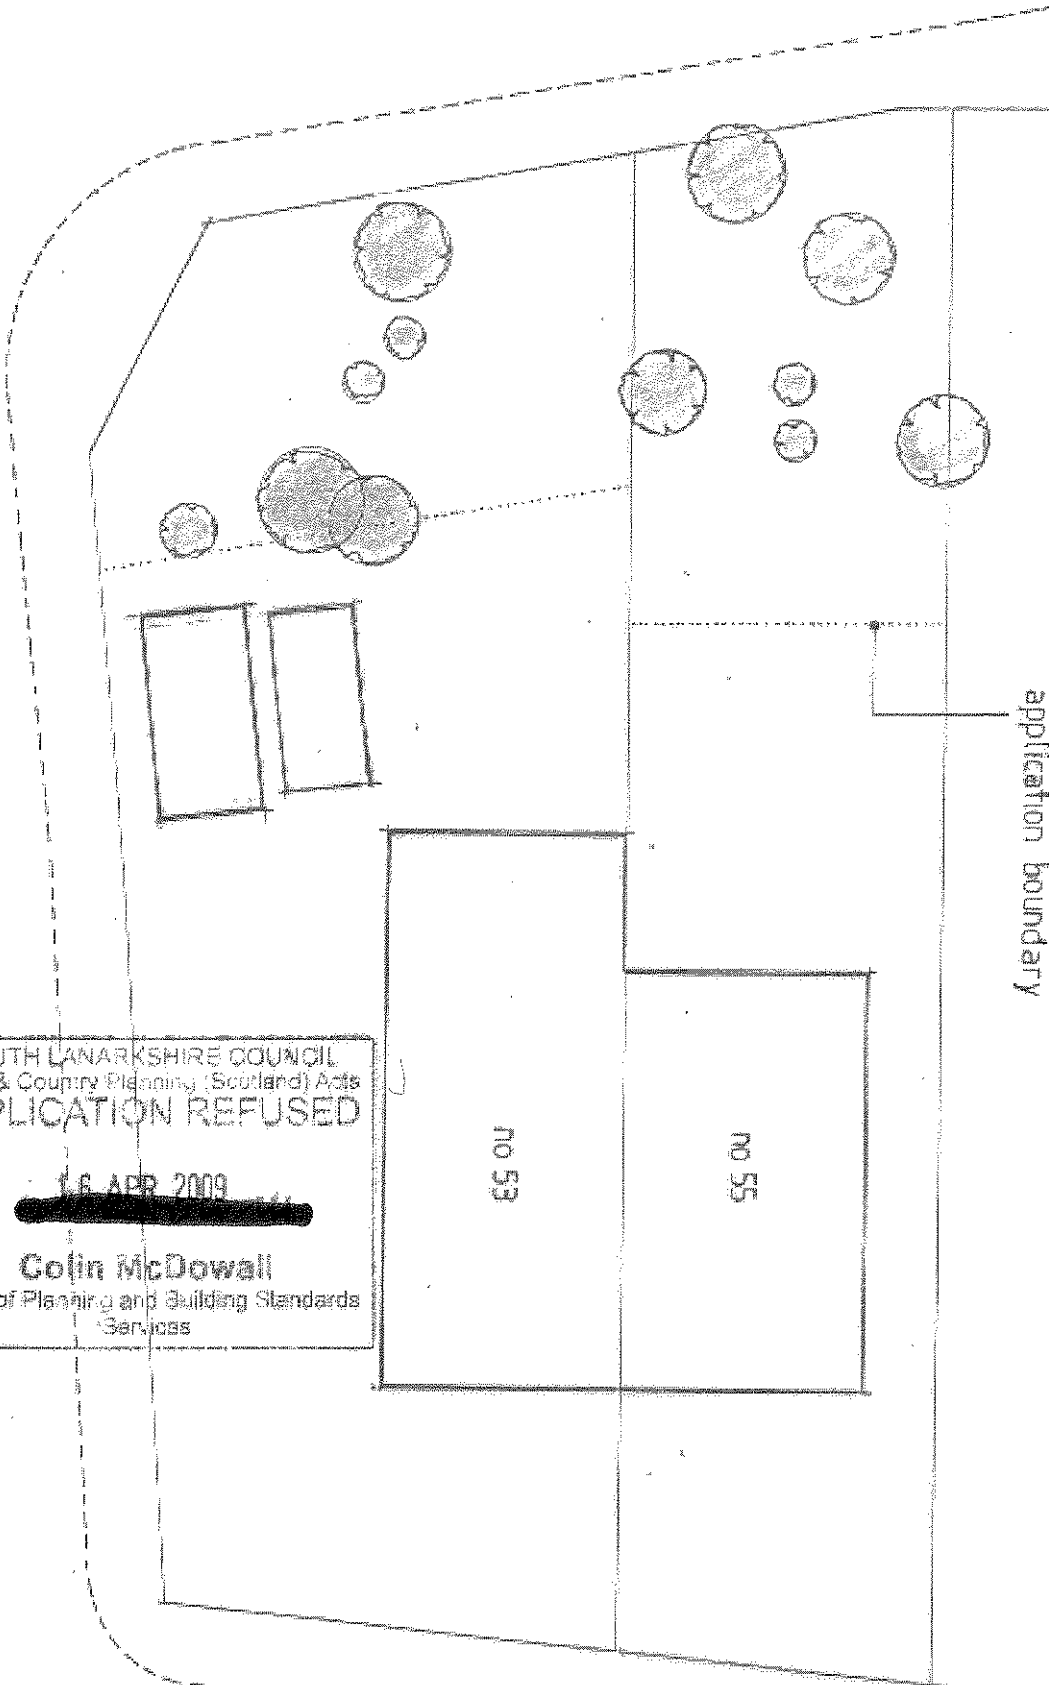 application boundary
no 55
no 53
UTH LANARKSHIRE COUNCIL
& Country Planning (Scotland) Acts
PLICATION REFUSED
16 APR 2009
Colin McDowall
of Planning and Building Standards
Services